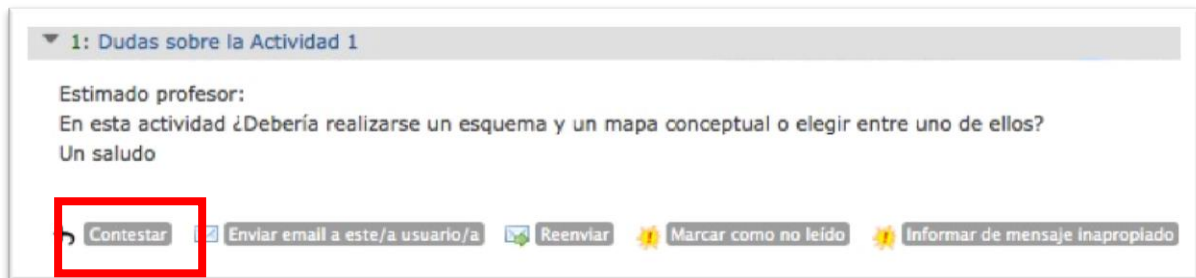 1: Dudas sobre la Actividad 1
Estimado profesor:
En esta actividad ¿Debería realizarse un esquema y un mapa conceptual o elegir entre uno de ellos?
Un saludo
Contestar Enviar email a este/a usuario/a Reenviar Marcar como no leído Informar de mensaje inapropiado